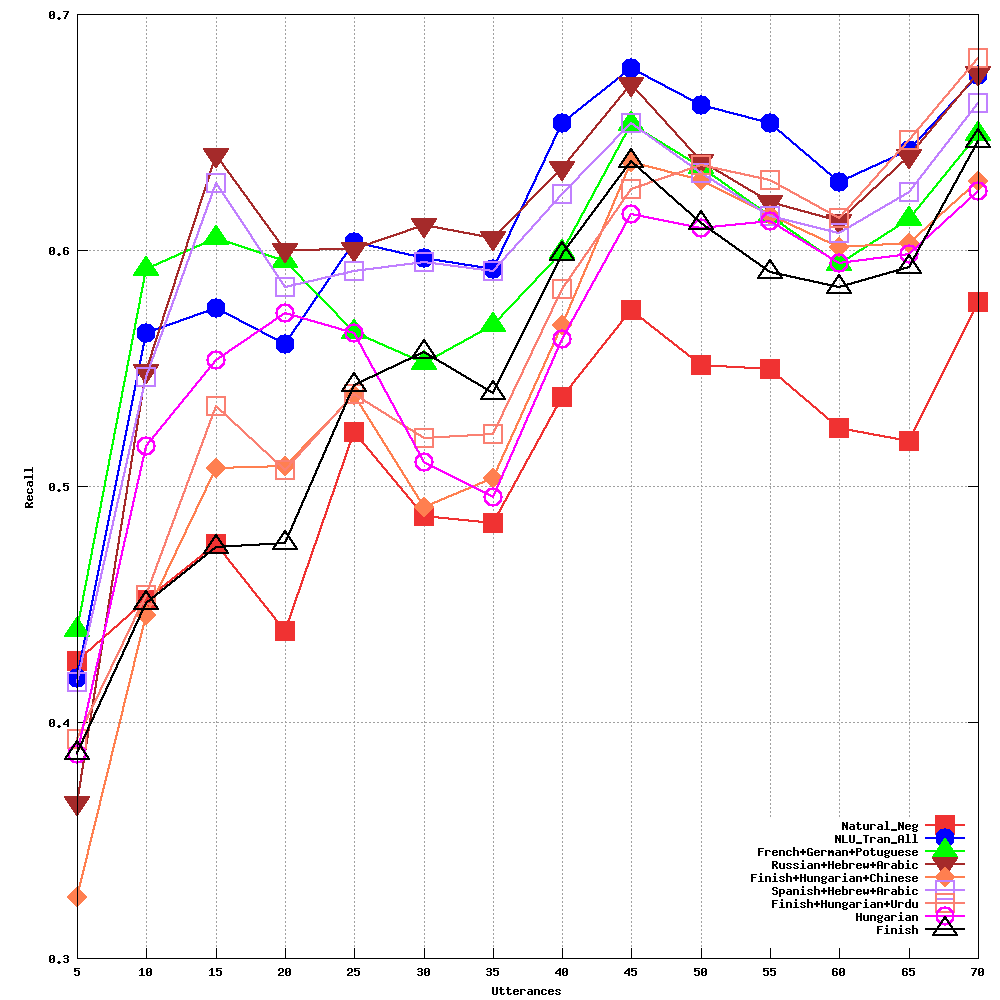 0.7
0.6
0.5
0.4
0.3
Recall
5 10 15 20 25 30 35 40 45 50 55 60 65 70
Utterances
Natural_Neg
NLU_Tran_All
French+German+Potuguese
Russian+Hebrew+Arabic
Finish+Hungarian+Chinese
Spanish+Hebrew+Arabic
Finish+Hungarian+Urdu
Hungarian
Finish